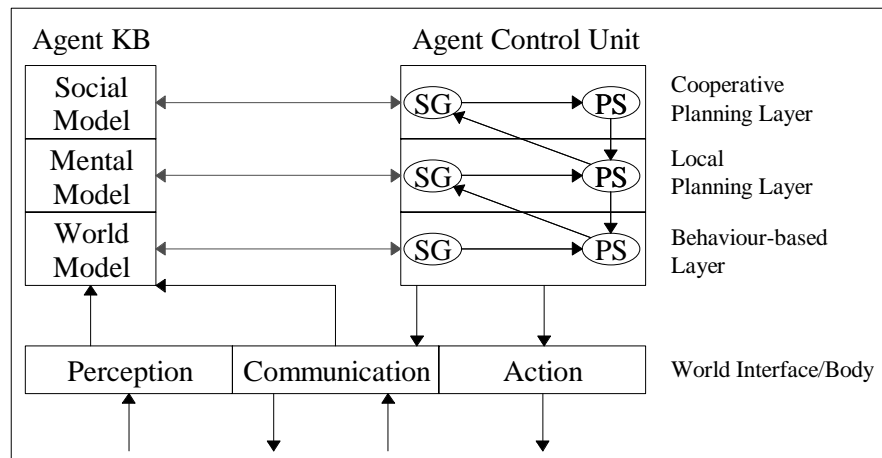 Agent KB
Agent Control Unit
Social
Model
SG
PS
Cooperative
Planning Layer
Mental
Model
SG
PS
Local
Planning Layer
World
Model
SG
PS
Behaviour-based
Layer
Perception
Communication
Action
World Interface/Body